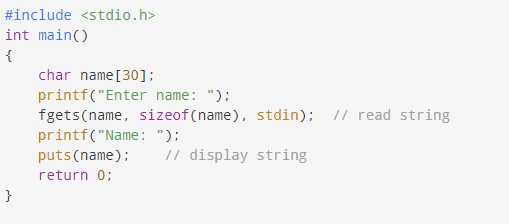 #include <stdio.h>
int main()
{
    char name[30];
    printf("Enter name: ");
    fgets(name, sizeof(name), stdin);  // read string
    printf("Name: ");
    puts(name);    // display string
    return 0;
}